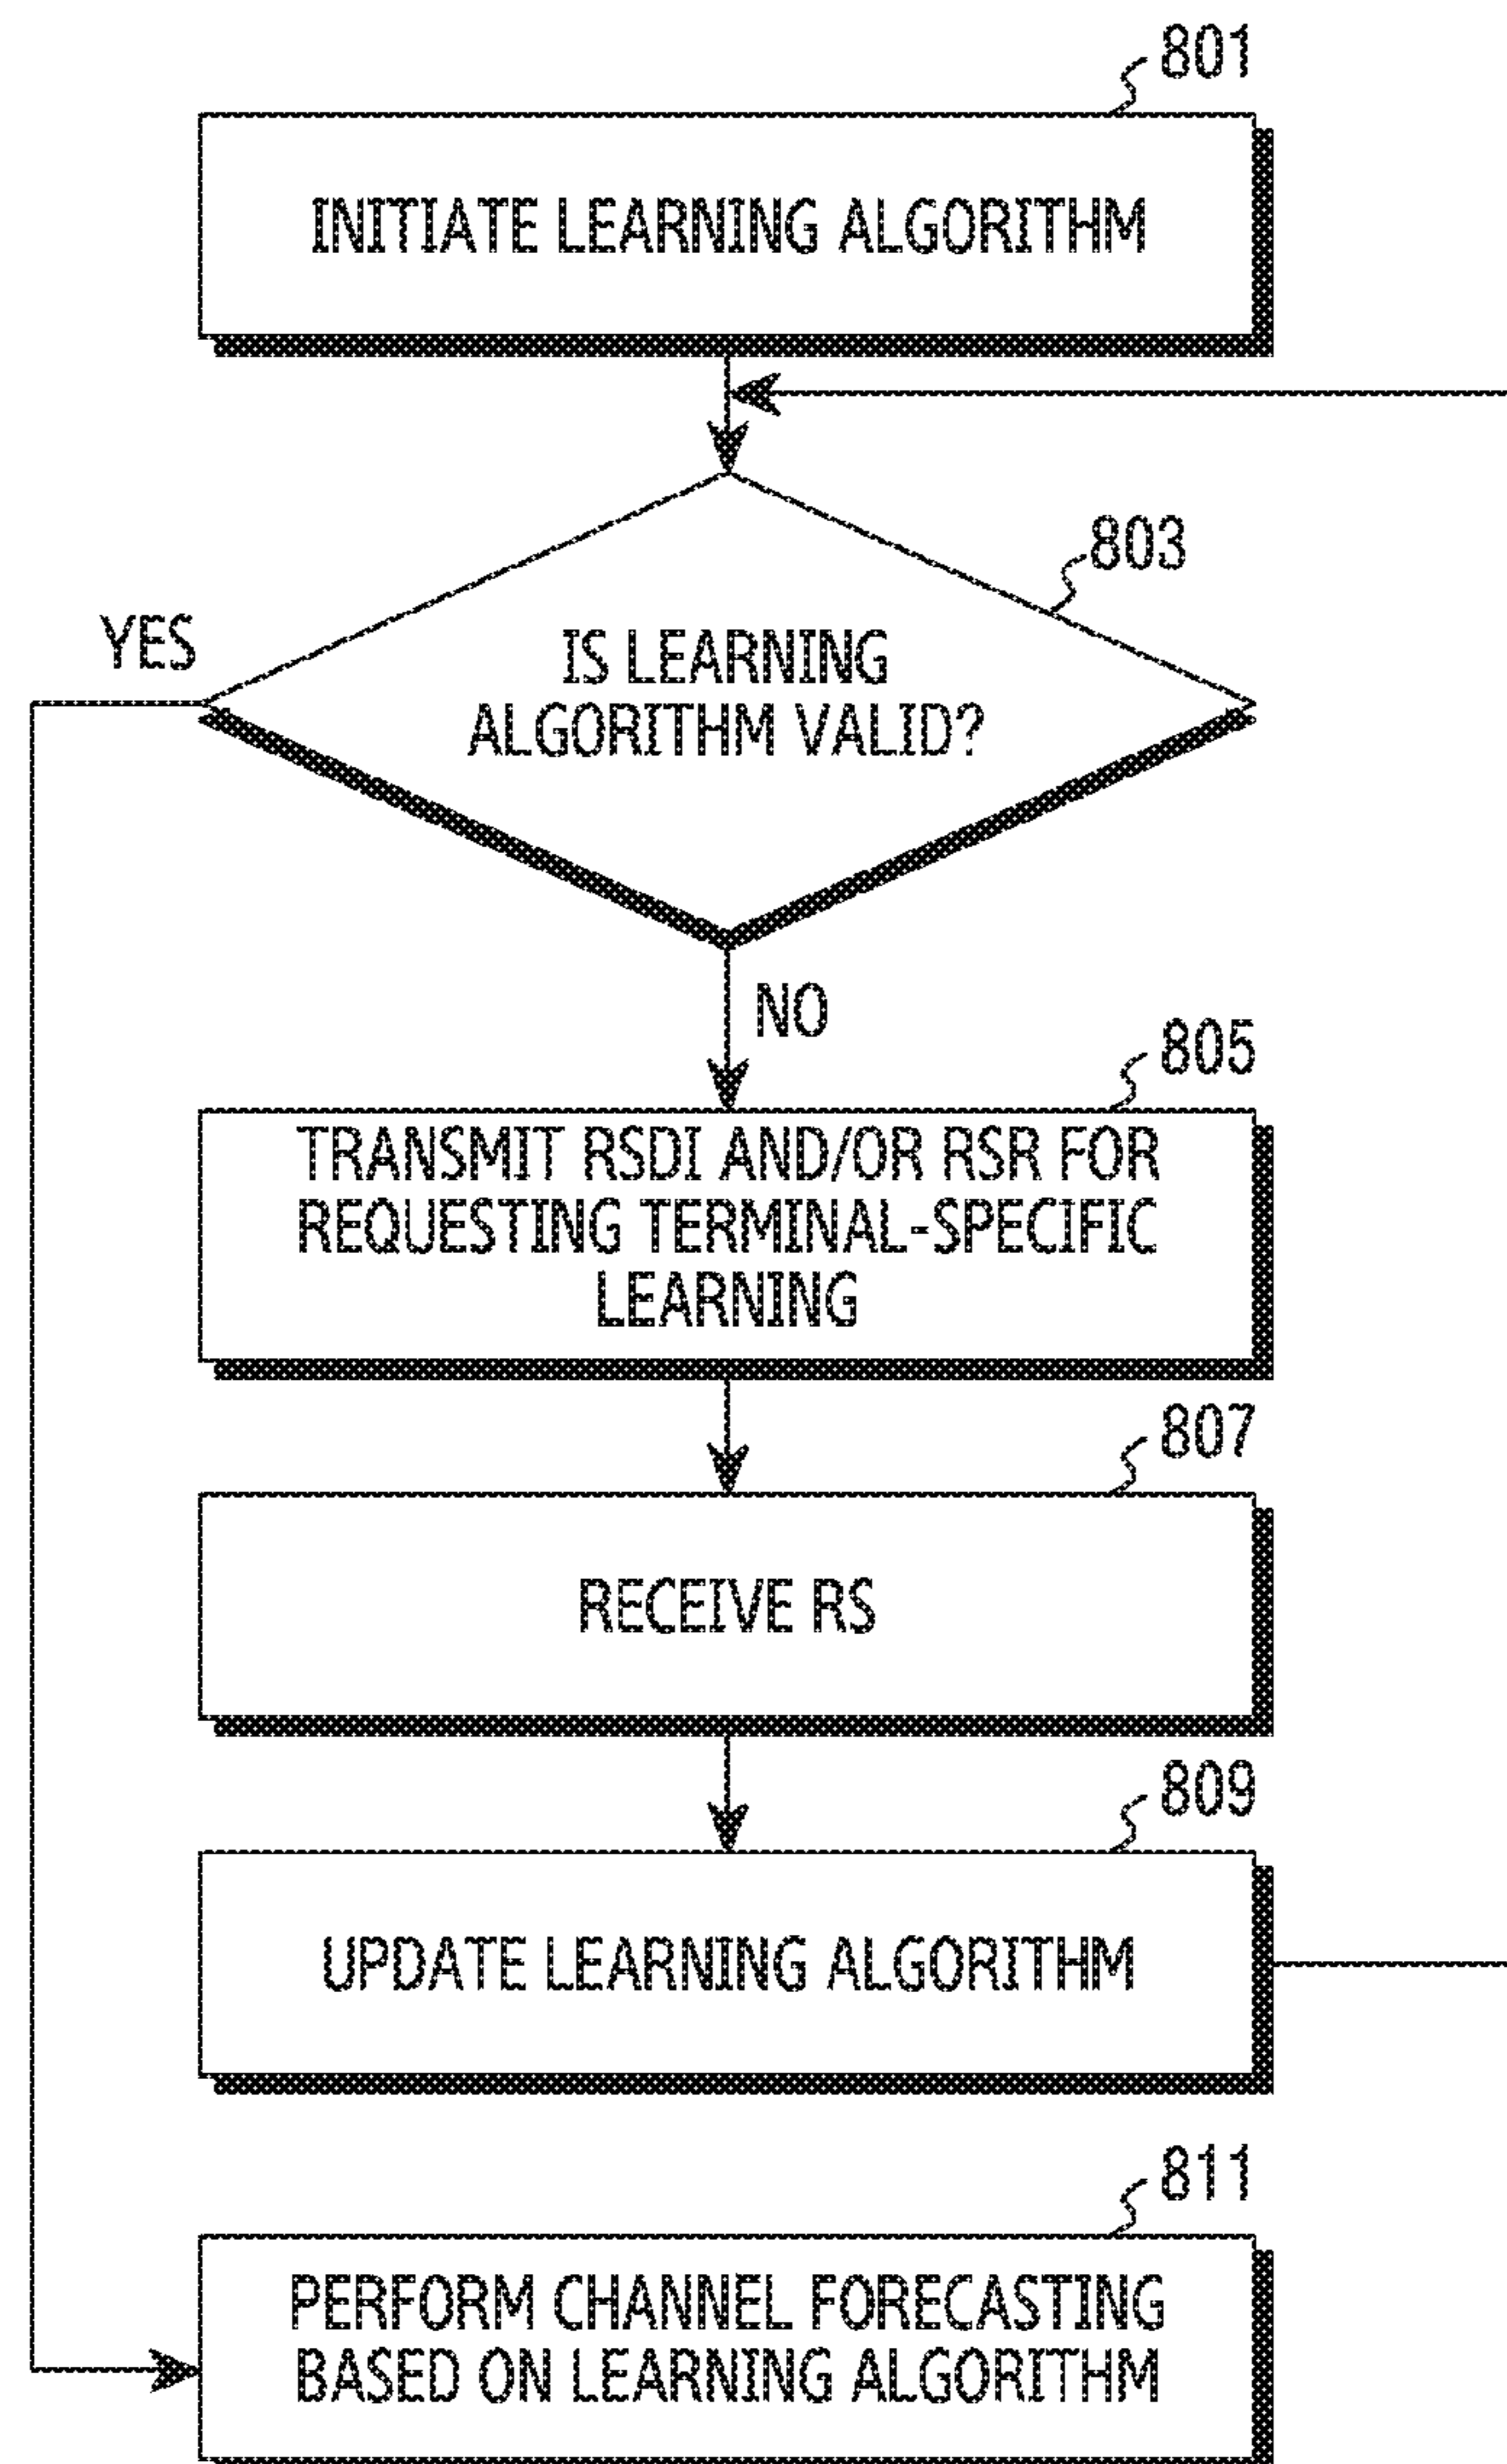 801
INITIATE LEARNING ALGORITHM
803
YES
IS LEARNING
ALGORITHM VALID?
NO
805
TRANSMIT RSDI AND/OR RSR FOR
REQUESTING TERMINAL-SPECIFIC
LEARNING
807
RECEIVE RS
809
UPDATE LEARNING ALGORITHM
811
PERFORM CHANNEL FORECASTING
BASED ON LEARNING ALGORITHM